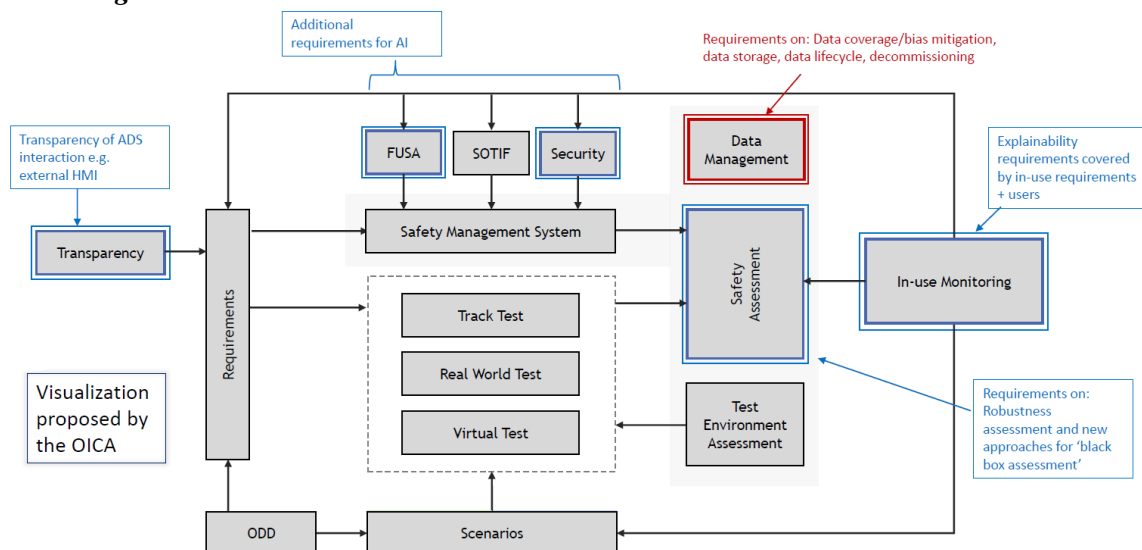 Additional
requirements for AI
Requirements on: Data coverage/bias mitigation,
data storage, data lifecycle, decommissioning
Transparency of ADS
interaction e.g.
external HMI
FUSA
SOTIF
Security
Data
Management
Explainability
requirements covered
by in-use requirements
+ users
Transparency
Requirements
Safety Management System
Safety
Assessment
In-use Monitoring
Track Test
Real World Test
Virtual Test
Test
Environment
Assessment
Visualization
proposed by
the OICA
Requirements on:
Robustness
assessment and new
approaches for ‘black
box assessment’
ODD
Scenarios